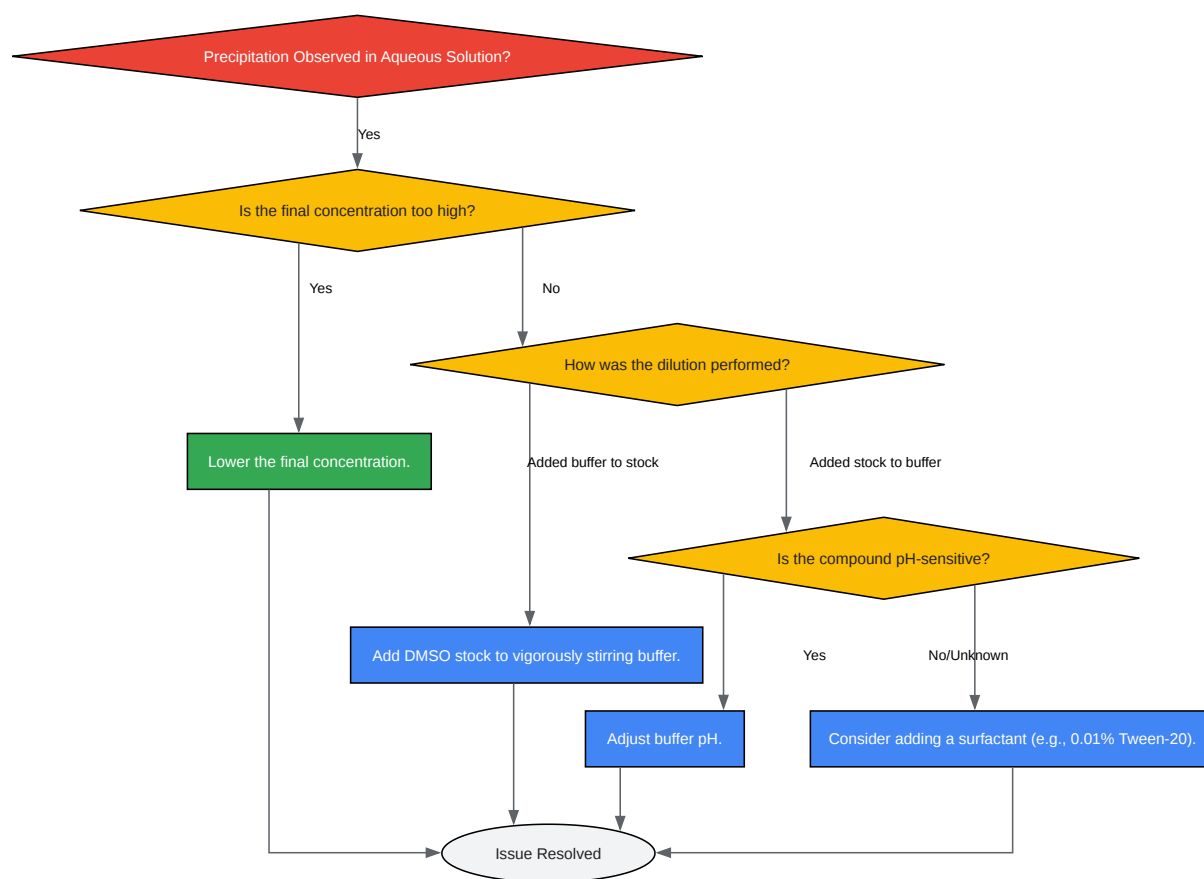 Precipitation Observed in Aqueous Solution?
Yes
Is the final concentration too high?
Yes
No
How was the dilution performed?
Lower the final concentration.
Added buffer to stock
Added stock to buffer
Is the compound pH-sensitive?
Add DMSO stock to vigorously stirring buffer.
Yes
No/Unknown
Adjust buffer pH.
Consider adding a surfactant (e.g., 0.01% Tween-20).
Issue Resolved